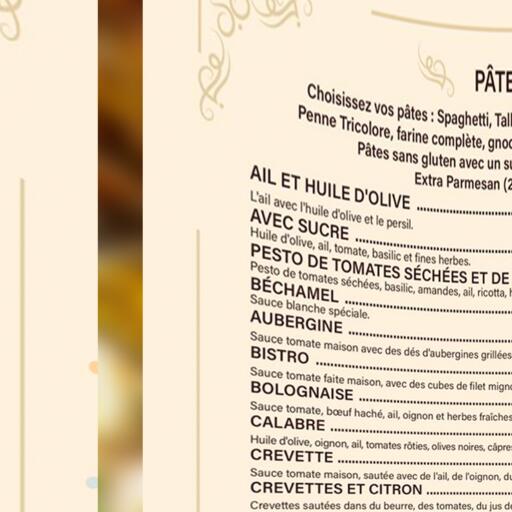 PÂTE
Choisissez vos pâtes : Spaghetti, Tall
Penne Tricolore, farine complète, gnoc
Pâtes sans gluten avec un su
Extra Parmesan (2
AIL ET HUILE D'OLIVE
L'ail avec l'huile d'olive et le persil.
AVEC SUCRE
Huile d'olive, ail, tomate, basilic et fines herbes.
PESTO DE TOMATES SÉCHÉES ET DE
Pesto de tomates séchées, basilic, amandes, ail, ricotta, h
BÉCHAMEL
Sauce blanche spéciale.
AUBERGINE
Sauce tomate maison avec des dés d'aubergines grillées
BISTRO
Sauce tomate faite maison, avec des cubes de filet migno
BOLOGNAISE
Sauce tomate, bœuf haché, ail, oignon et herbes fraîches
CALABRE
Huile d'olive, oignon, ail, tomates rôties, olives noires, câpres
CREVETTE
Sauce tomate maison, sautée avec de l'ail, de l'oignon, du
CREVETTES ET CITRON
Crevettes sautées dans du beurre, des tomates, du jus de